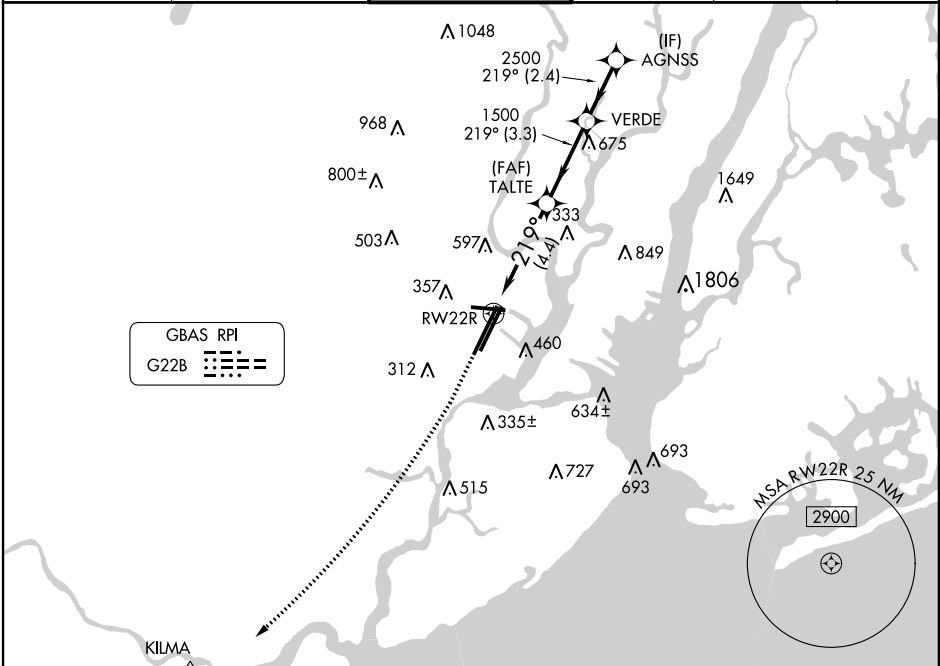 1048
(IF)
AGNSS
2500
219° (2.4)
968
1500
219° (3.3)
VERDE
675
800±
(FAF)
TALTE
1649
333
503
597
219°
(4.4)
849
357
1806
RW22R
GBAS RPI
G22B
460
312
634±
335±
693
727
693
515
MSA RW22R 25 NM
2900
KILMA